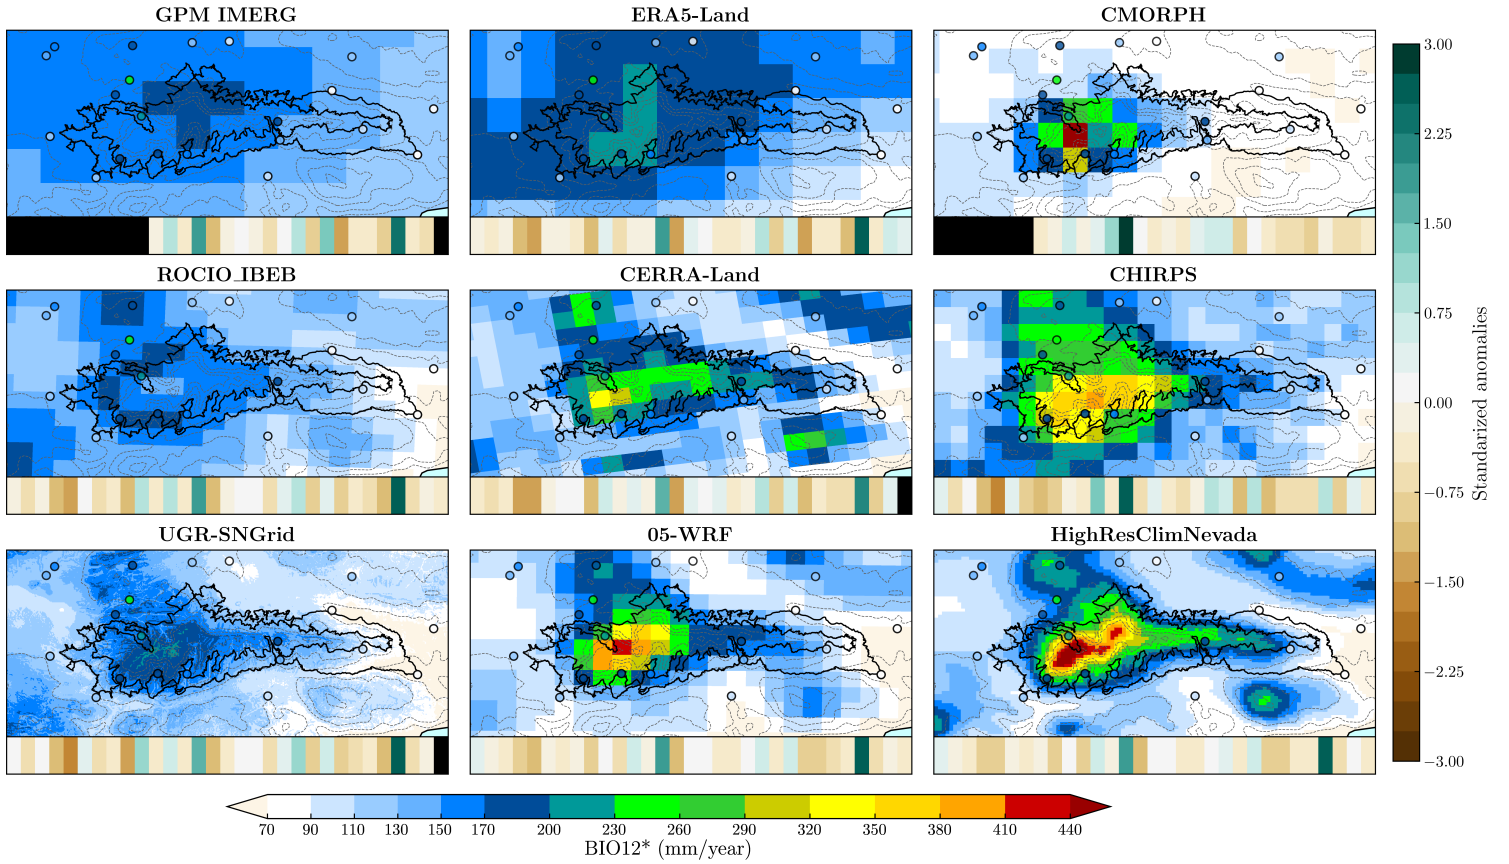 GPM IMERG
ERA5-Land
CMORPH
ROCIO_IBEB
CERRA-Land
CHIRPS
UGR-SNGrid
05-WRF
HighResClimNevada
3.00
2.25
1.50
0.75
0.00
−0.75
−1.50
−2.25
−3.00
Standarized anomalies
70 90 110 130 150 170 200 230 260 290 320 350 380 410 440
BIO12* (mm/year)